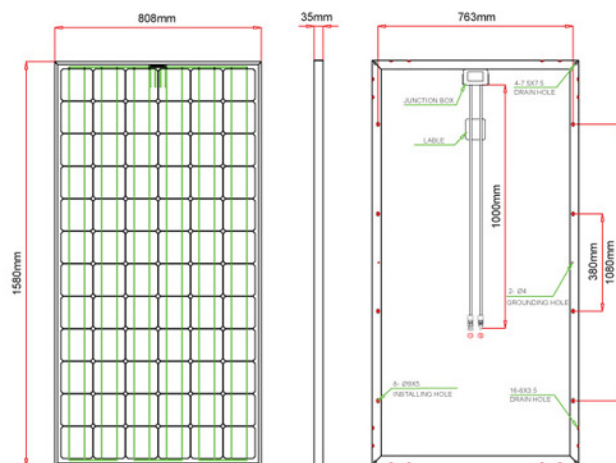 808mm
35mm
763mm
1580mm
4-7.5X7.5
DRAIN HOLE
JUNCTION BOX
LABLE
1000mm
380mm
1080mm
2- Ø4
GROUNDING HOLE
8- Ø9X5
INSTALLING HOLE
16-8X3.5
DRAIN HOLE